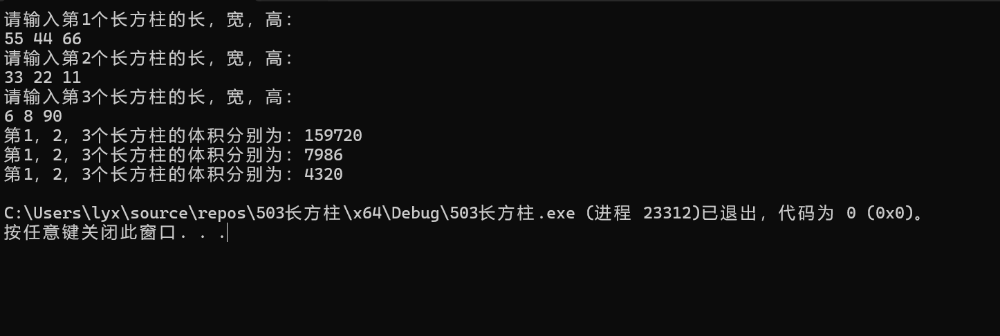 请输入第1个长方柱的长，宽，高：
55 44 66
请输入第2个长方柱的长，宽，高：
33 22 11
请输入第3个长方柱的长，宽，高：
6 8 90
第1，2，3个长方柱的体积分别为：159720
第1，2，3个长方柱的体积分别为：7986
第1，2，3个长方柱的体积分别为：4320
C:\Users\lyx\source\repos\503长方柱\x64\Debug\503长方柱.exe (进程 23312)已退出，代码为 0 (0x0)。
按任意键关闭此窗口. . .